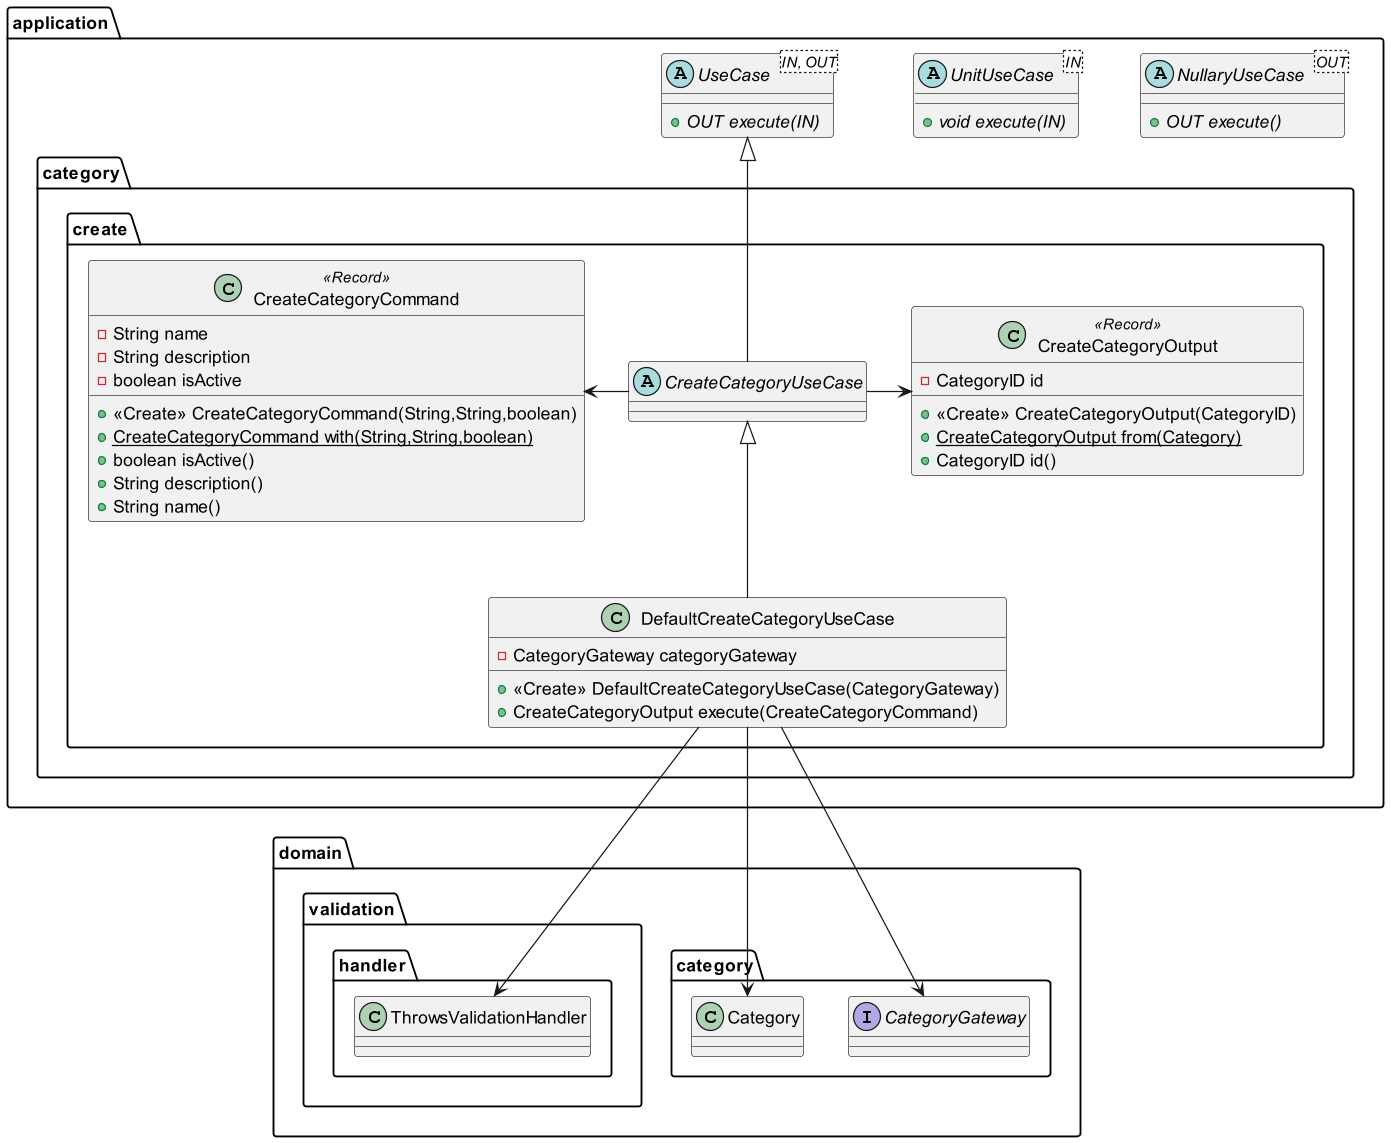 application
A UseCase IN, OUT
OUT execute(IN)
A UnitUseCase IN
void execute(IN)
A NullaryUseCase OUT
OUT execute()
category
create
«Record»
C CreateCategoryCommand
String name
String description
boolean isActive
«Create» CreateCategoryCommand(String,String,boolean)
CreateCategoryCommand with(String,String,boolean)
boolean isActive()
String description()
String name()
A CreateCategoryUseCase
«Record»
C CreateCategoryOutput
CategoryID id
«Create» CreateCategoryOutput(CategoryID)
CreateCategoryOutput from(Category)
CategoryID id()
C DefaultCreateCategoryUseCase
CategoryGateway categoryGateway
«Create» DefaultCreateCategoryUseCase(CategoryGateway)
CreateCategoryOutput execute(CreateCategoryCommand)
domain
validation
handler
C ThrowsValidationHandler
category
C Category
I CategoryGateway